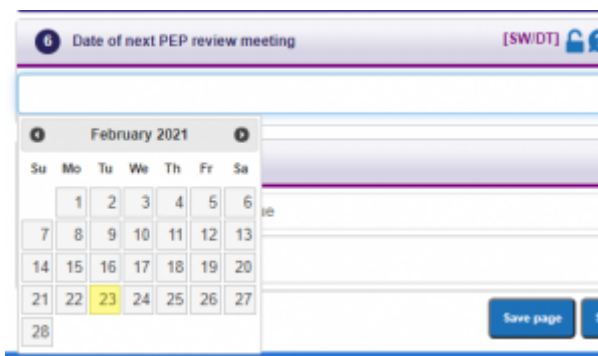 6 Date of next PEP review meeting [SW/DT]
February 2021
Su Mo Tu We Th Fr Sa
1 2 3 4 5 6
7 8 9 10 11 12 13
14 15 16 17 18 19 20
21 22 23 24 25 26 27
28
Save page